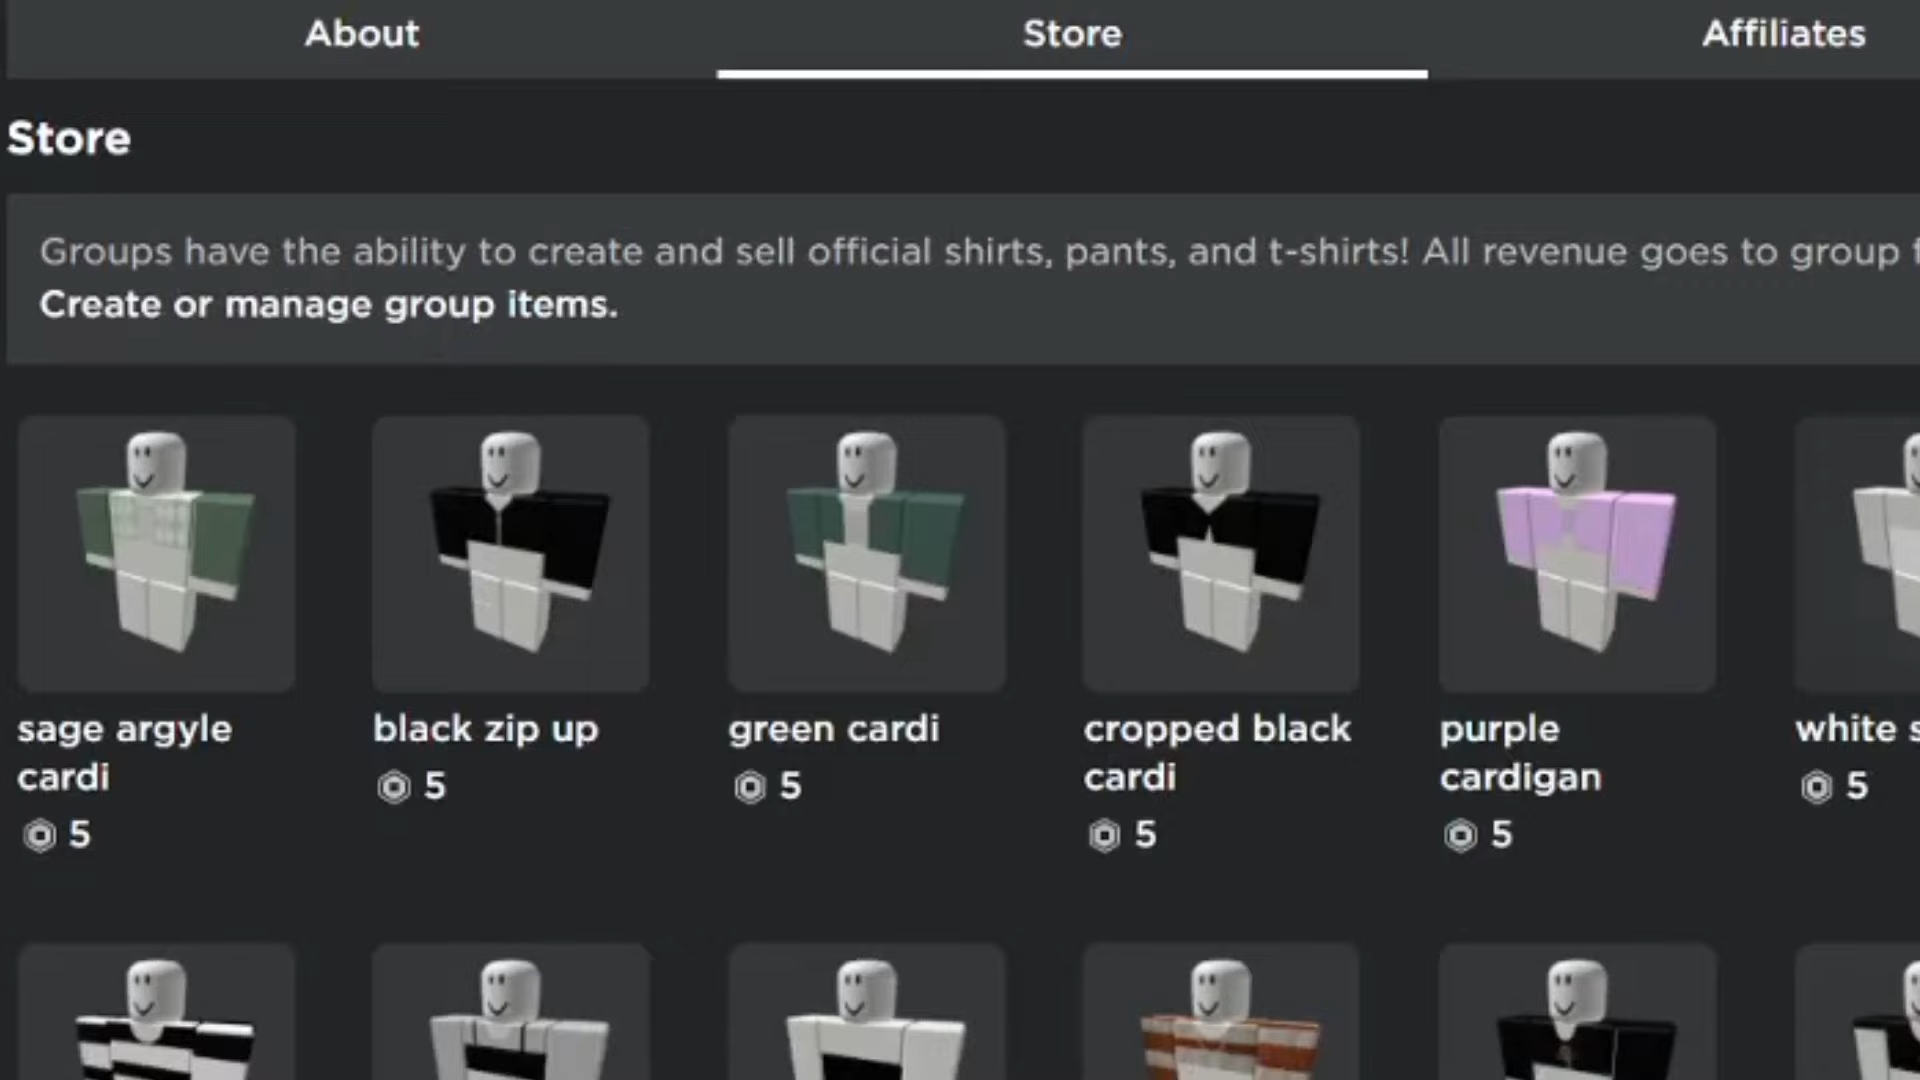 About Store Affiliates
Store
Groups have the ability to create and sell official shirts, pants, and t-shirts! All revenue goes to group
Create or manage group items.
sage argyle cardi
5
black zip up
5
green cardi
5
cropped black cardi
5
purple cardigan
5
white
5